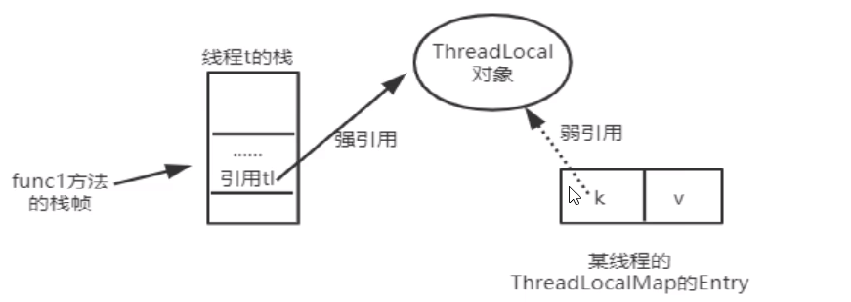 线程t的栈
ThreadLocal
对象
强引用
弱引用
......
引用tl
func1方法
的栈帧
k
v
某线程的
ThreadLocalMap的Entry